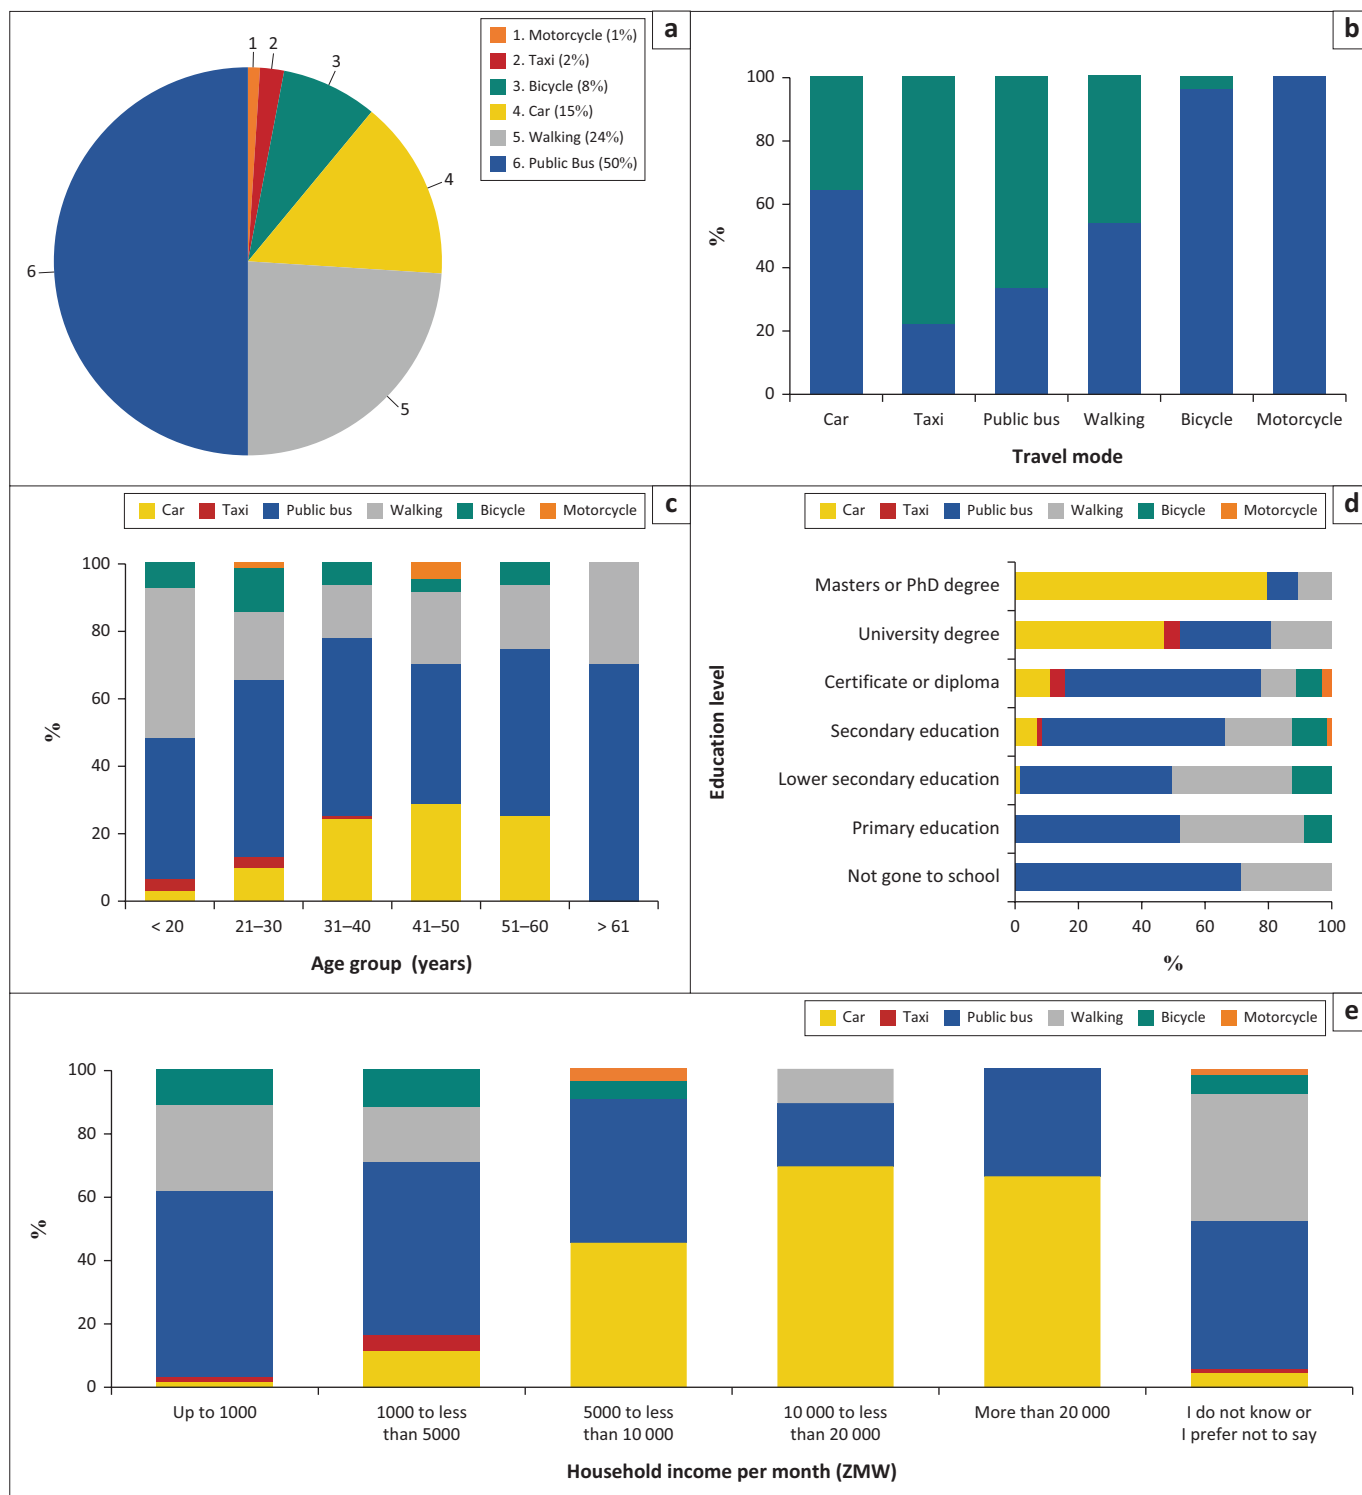 a
1. Motorcycle (1%)
2. Taxi (2%)
3. Bicycle (8%)
4. Car (15%)
5. Walking (24%)
6. Public Bus (50%)
1
2
3
4
5
6
b
100
80
60
40
20
0
%
Car Taxi Public bus Walking Bicycle Motorcycle
Travel mode
Car Taxi Public bus Walking Bicycle Motorcycle
c
100
80
60
40
20
0
%
< 20 21–30 31–40 41–50 51–60 > 61
Age group (years)
Car Taxi Public bus Walking Bicycle Motorcycle
d
Education level
Masters or PhD degree
University degree
Certificate or diploma
Secondary education
Lower secondary education
Primary education
Not gone to school
0 20 40 60 80 100
%
Car Taxi Public bus Walking Bicycle Motorcycle
e
100
80
60
40
20
0
%
Up to 1000
1000 to less
than 5000
5000 to less
than 10 000
10 000 to less
than 20 000
More than 20 000
I do not know or
I prefer not to say
Household income per month (ZMW)